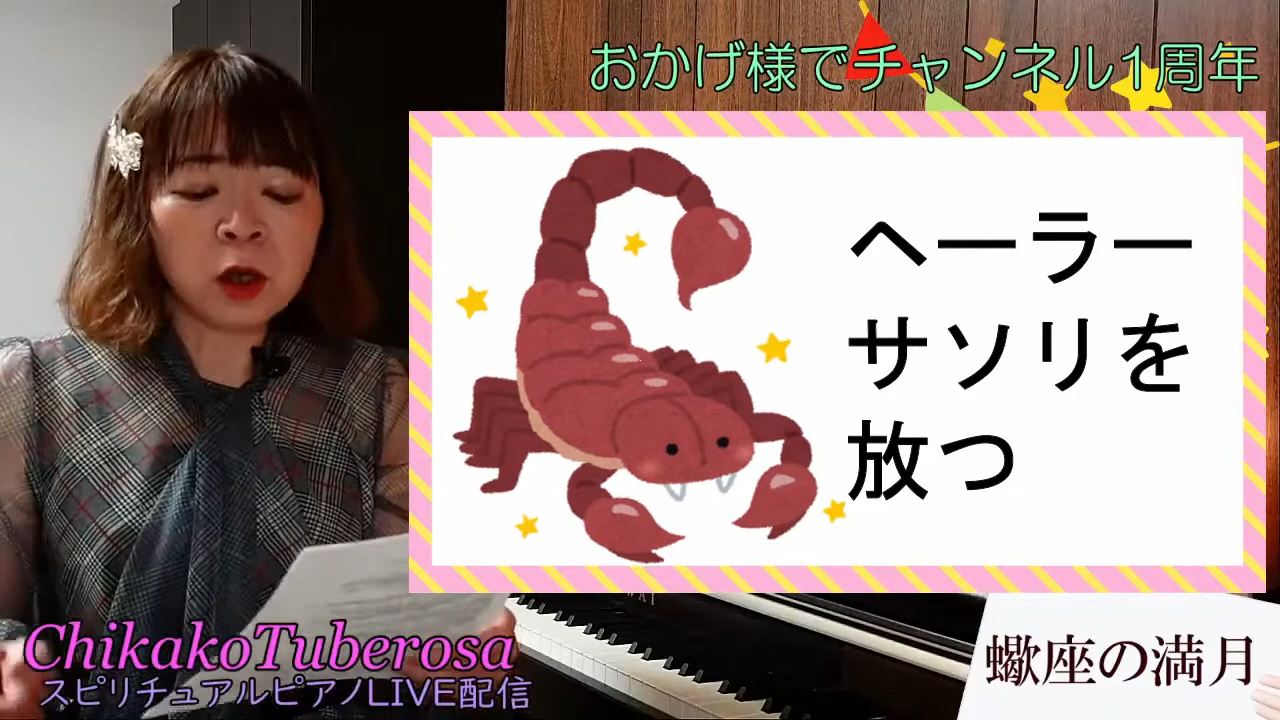 おかげ様でチャンネル1周年
ヘーラー
サソリを
放つ
ChikakoTuberosa
スピリチュアルピアノLIVE配信
蠍座の満月